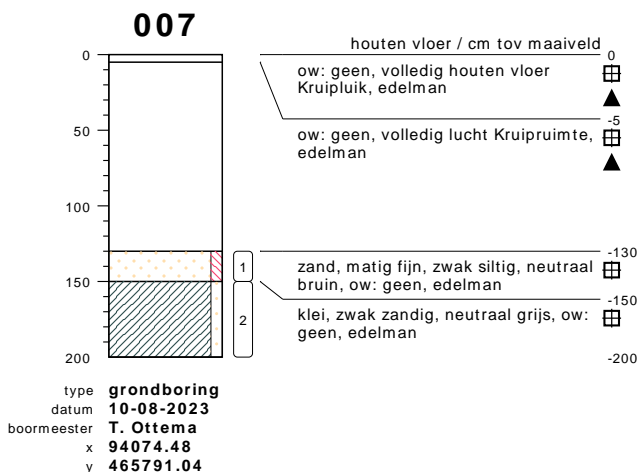 007
houten vloer / cm tov maaiveld
0
0
ow: geen, volledig houten vloer
Kruipluik, edelman
-5
50
ow: geen, volledig lucht Kruipruimte,
edelman
100
-130
1
zand, matig fijn, zwak siltig, neutraal
bruin, ow: geen, edelman
150
-150
2
klei, zwak zandig, neutraal grijs, ow:
geen, edelman
200
-200
type grondboring
datum 10-08-2023
boormeester T. Ottema
x 94074.48
y 465791.04